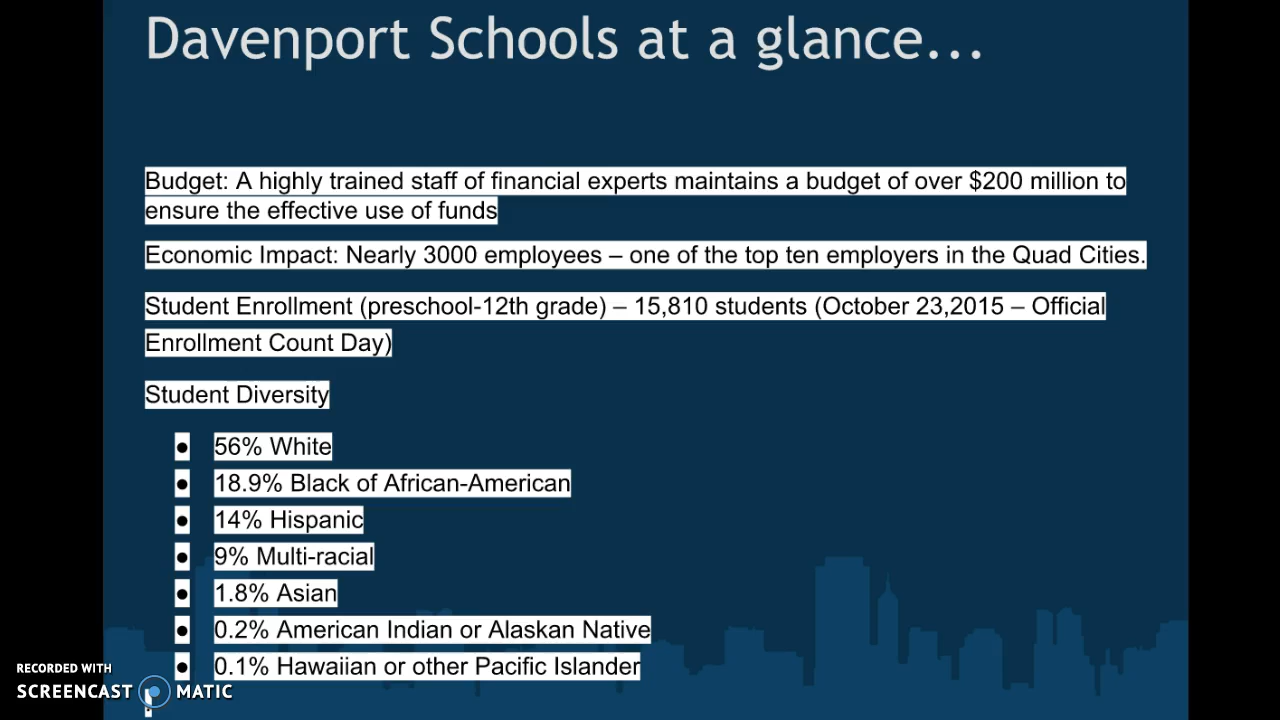 Davenport Schools at a glance...
Budget: A highly trained staff of financial experts maintains a budget of over $200 million to
ensure the effective use of funds
Economic Impact: Nearly 3000 employees – one of the top ten employers in the Quad Cities.
Student Enrollment (preschool-12th grade) – 15,810 students (October 23,2015 – Official
Enrollment Count Day)
Student Diversity
● 56% White
● 18.9% Black of African-American
● 14% Hispanic
● 9% Multi-racial
● 1.8% Asian
● 0.2% American Indian or Alaskan Native
● 0.1% Hawaiian or other Pacific Islander
RECORDED WITH
SCREENCAST MATIC